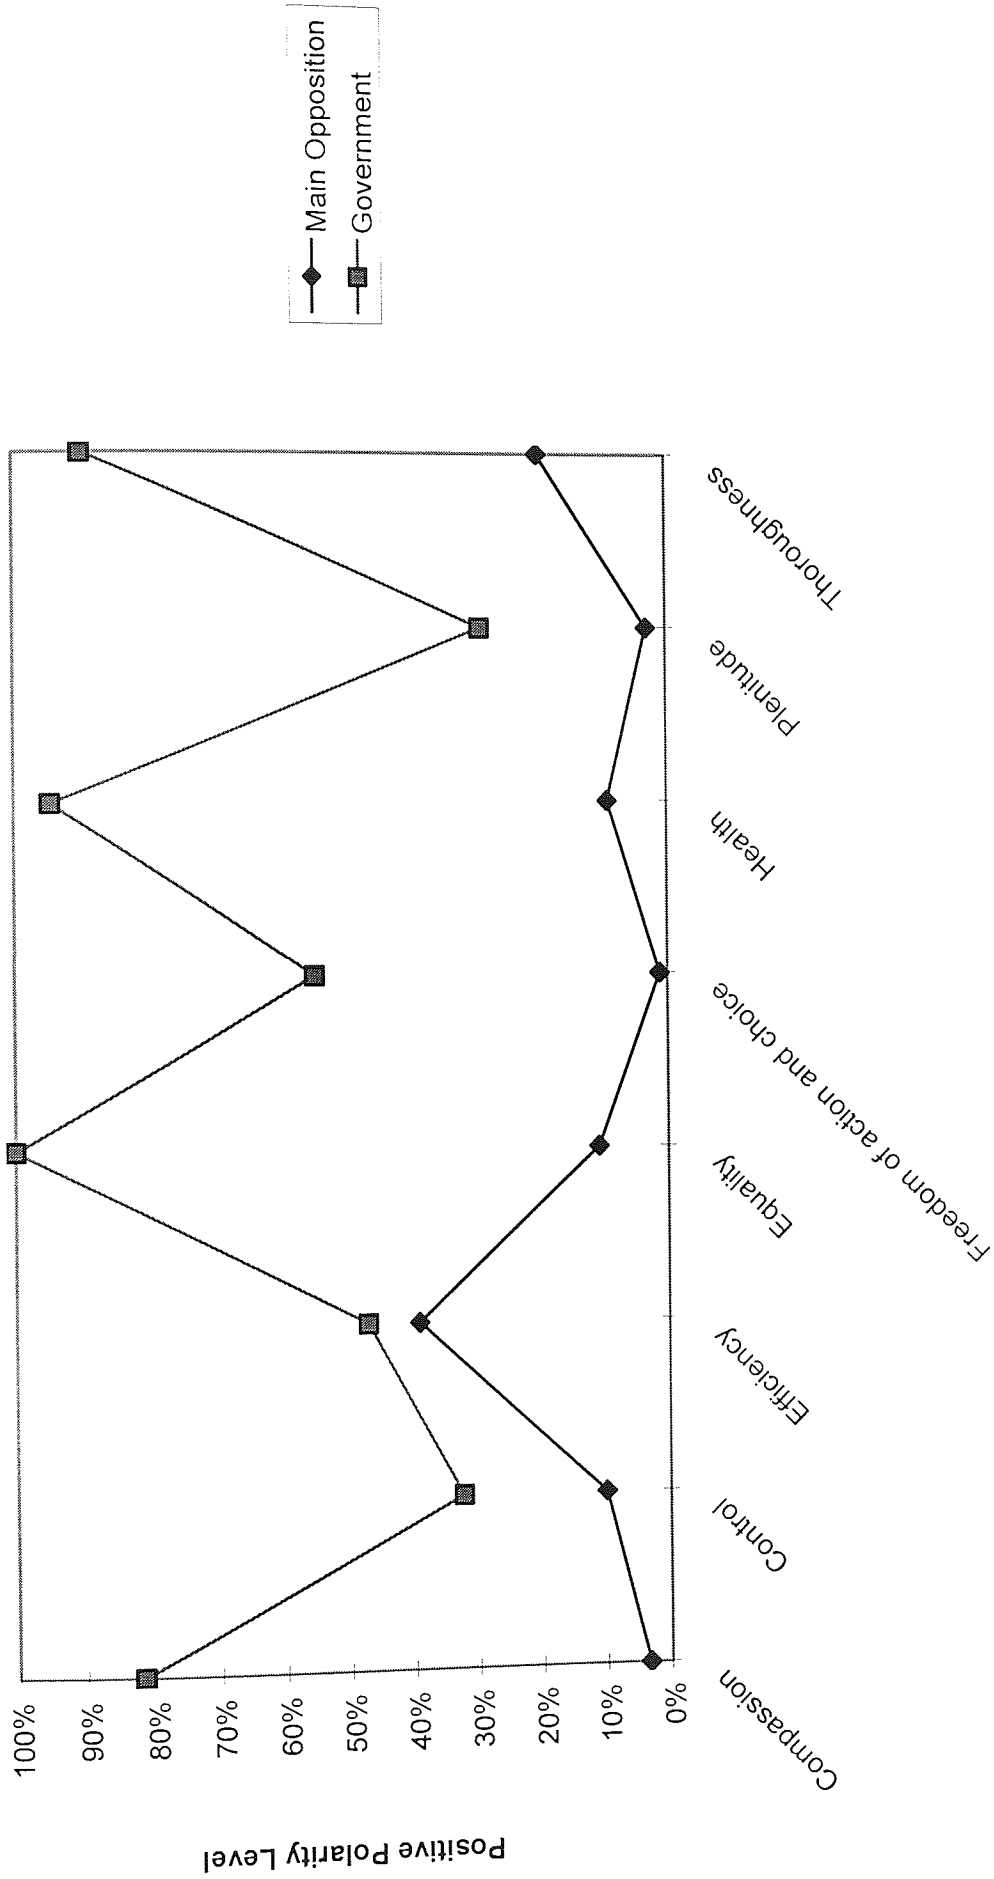 Main Opposition
Government
Positive Polarity Level
100%
90%
80%
70%
60%
50%
40%
30%
20%
10%
0%
Compassion
Control
Efficiency
Equality
Freedom of action and choice
Health
Plenitude
Thoroughness